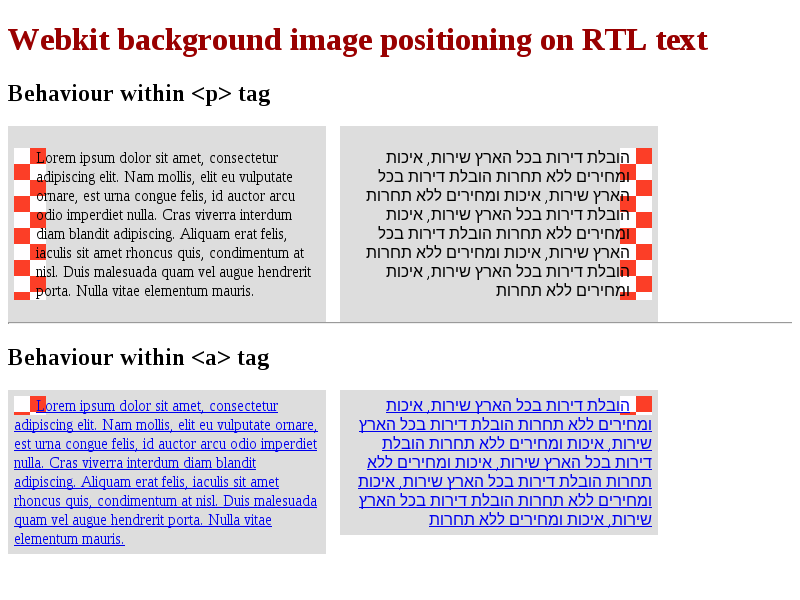 Webkit background image positioning on RTL text
Behaviour within <p> tag
Lorem ipsum dolor sit amet, consectetur
adipiscing elit. Nam mollis, elit eu vulputate
ornare, est urna congue felis, id auctor arcu
odio imperdiet nulla. Cras viverra interdum
diam blandit adipiscing. Aliquam erat felis,
iaculis sit amet rhoncus quis, condimentum at
nisl. Duis malesuada quam vel augue hendrerit
porta. Nulla vitae elementum mauris.
הובלת דירות בכל הארץ שירות, איכות
ומחירים ללא תחרות הובלת דירות בכל
הארץ שירות, איכות ומחירים ללא תחרות
הובלת דירות בכל הארץ שירות, איכות
ומחירים ללא תחרות הובלת דירות בכל
הארץ שירות, איכות ומחירים ללא תחרות
הובלת דירות בכל הארץ שירות, איכות
ומחירים ללא תחרות
Behaviour within <a> tag
Lorem ipsum dolor sit amet, consectetur
adipiscing elit. Nam mollis, elit eu vulputate ornare,
est urna congue felis, id auctor arcu odio imperdiet
nulla. Cras viverra interdum diam blandit
adipiscing. Aliquam erat felis, iaculis sit amet
rhoncus quis, condimentum at nisl. Duis malesuada
quam vel augue hendrerit porta. Nulla vitae
elementum mauris.
הובלת דירות בכל הארץ שירות, איכות
ומחירים ללא תחרות הובלת דירות בכל הארץ
שירות, איכות ומחירים ללא תחרות הובלת
דירות בכל הארץ שירות, איכות ומחירים ללא
תחרות הובלת דירות בכל הארץ שירות, איכות
ומחירים ללא תחרות הובלת דירות בכל הארץ
שירות, איכות ומחירים ללא תחרות